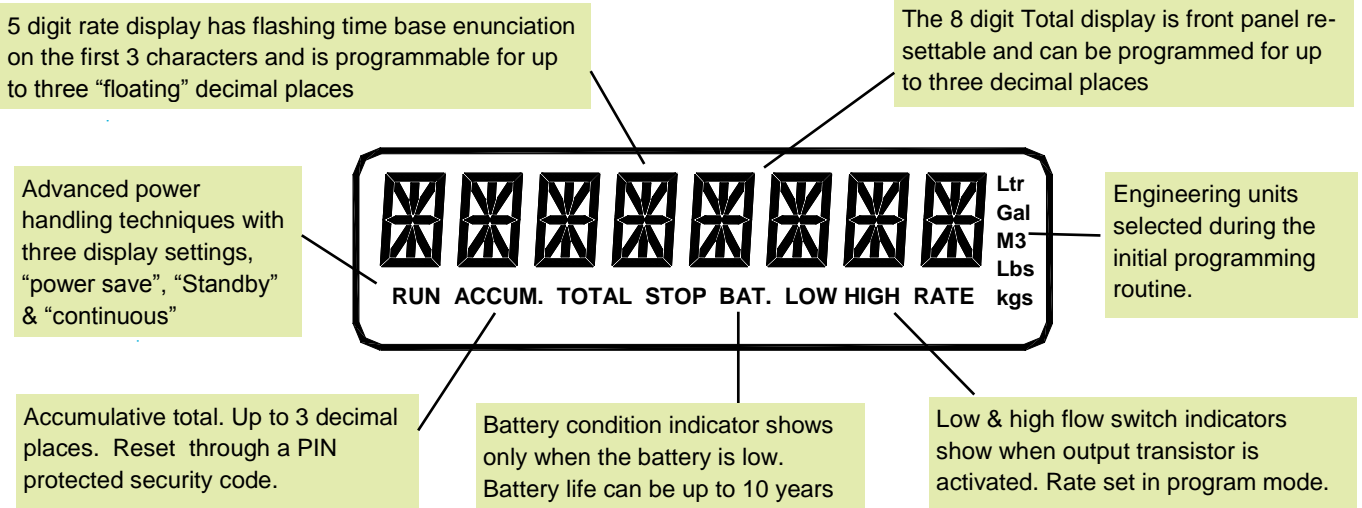 5 digit rate display has flashing time base enunciation
on the first 3 characters and is programmable for up
to three “floating” decimal places
The 8 digit Total display is front panel re-
settable and can be programmed for up
to three decimal places
Advanced power
handling techniques with
three display settings,
“power save”, “Standby”
& “continuous”
Ltr
Gal
M3
Lbs
kgs
RUN ACCUM. TOTAL STOP BAT. LOW HIGH RATE
Engineering units
selected during the
initial programming
routine.
Accumulative total. Up to 3 decimal
places. Reset through a PIN
protected security code.
Battery condition indicator shows
only when the battery is low.
Battery life can be up to 10 years
Low & high flow switch indicators
show when output transistor is
activated. Rate set in program mode.